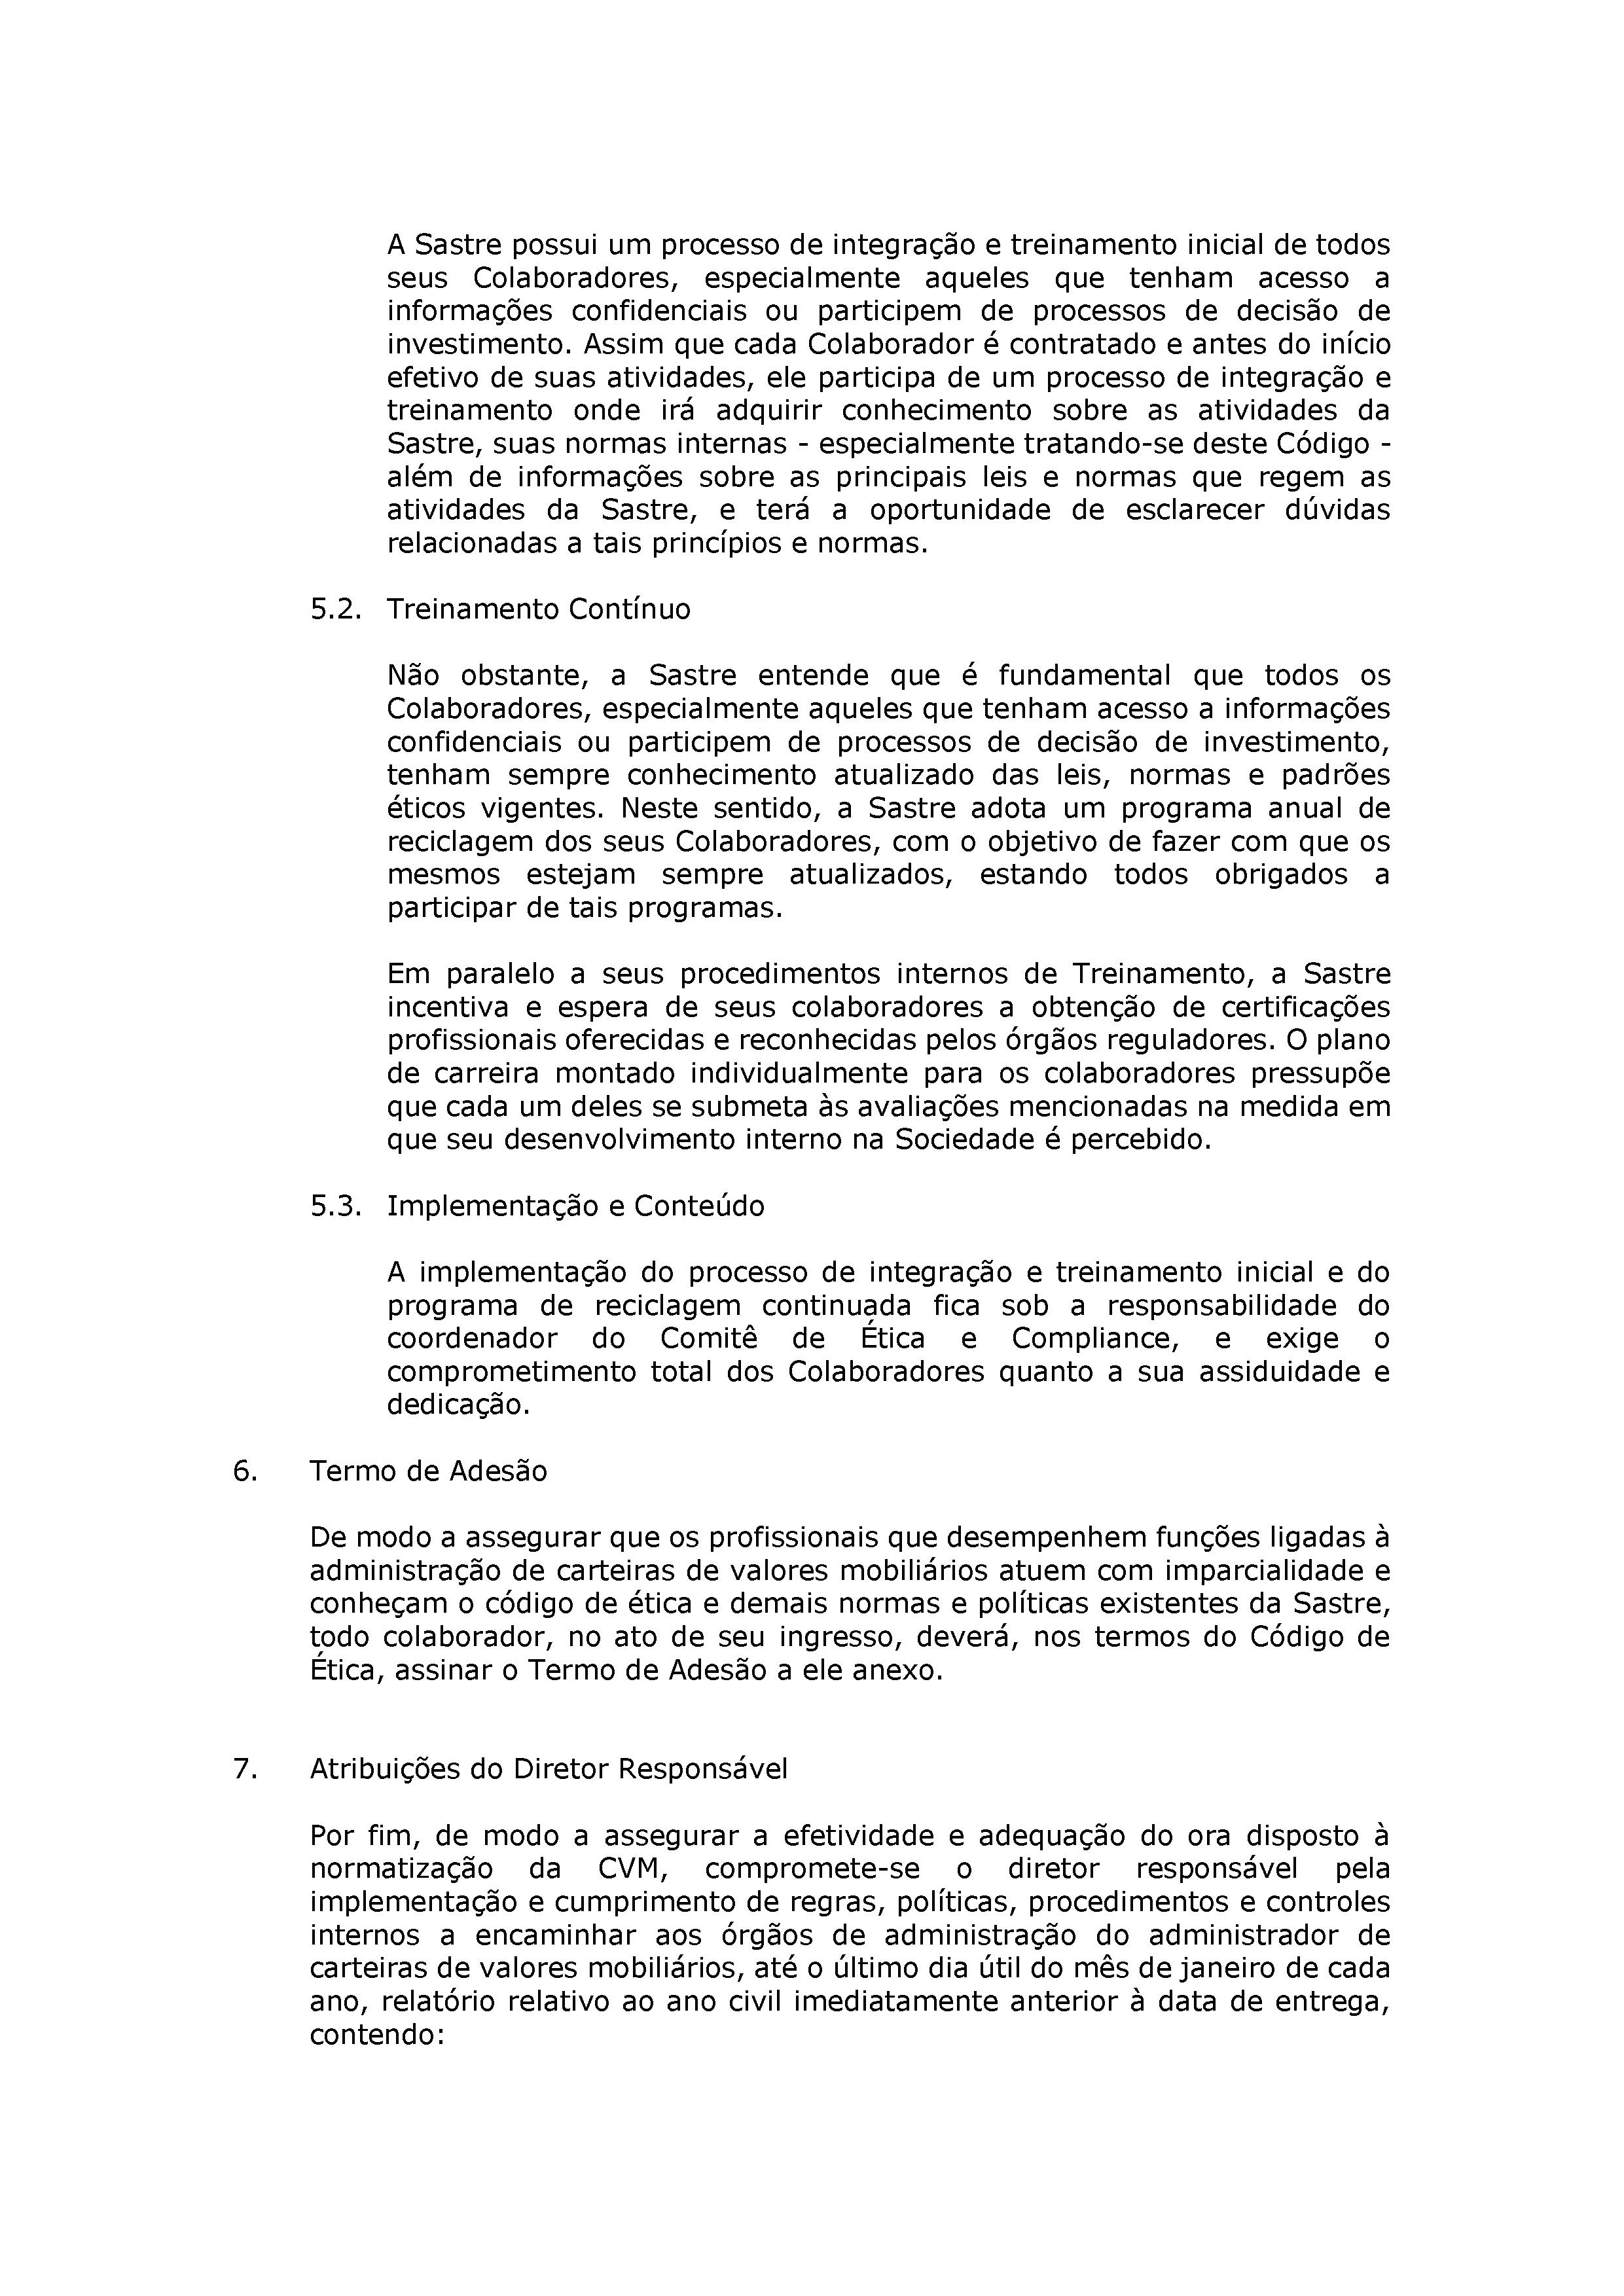 A Sastre possui um processo de integração e treinamento inicial de todos
seus Colaboradores, especialmente aqueles que tenham acesso a
informações confidenciais ou participem de processos de decisão de
investimento. Assim que cada Colaborador é contratado e antes do início
efetivo de suas atividades, ele participa de um processo de integração e
treinamento onde irá adquirir conhecimento sobre as atividades da
Sastre, suas normas internas - especialmente tratando-se deste Código -
além de informações sobre as principais leis e normas que regem as
atividades da Sastre, e terá a oportunidade de esclarecer dúvidas
relacionadas a tais princípios e normas.
5.2. Treinamento Contínuo
Não obstante, a Sastre entende que é fundamental que todos os
Colaboradores, especialmente aqueles que tenham acesso a informações
confidenciais ou participem de processos de decisão de investimento,
tenham sempre conhecimento atualizado das leis, normas e padrões
éticos vigentes. Neste sentido, a Sastre adota um programa anual de
reciclagem dos seus Colaboradores, com o objetivo de fazer com que os
mesmos estejam sempre atualizados, estando todos obrigados a
participar de tais programas.
Em paralelo a seus procedimentos internos de Treinamento, a Sastre
incentiva e espera de seus colaboradores a obtenção de certificações
profissionais oferecidas e reconhecidas pelos órgãos reguladores. O plano
de carreira montado individualmente para os colaboradores pressupõe
que cada um deles se submeta às avaliações mencionadas na medida em
que seu desenvolvimento interno na Sociedade é percebido.
5.3. Implementação e Conteúdo
A implementação do processo de integração e treinamento inicial e do
programa de reciclagem continuada fica sob a responsabilidade do
coordenador do Comitê de Ética e Compliance, e exige o
comprometimento total dos Colaboradores quanto a sua assiduidade e
dedicação.
6. Termo de Adesão
De modo a assegurar que os profissionais que desempenhem funções ligadas à
administração de carteiras de valores mobiliários atuem com imparcialidade e
conheçam o código de ética e demais normas e políticas existentes da Sastre,
todo colaborador, no ato de seu ingresso, deverá, nos termos do Código de
Ética, assinar o Termo de Adesão a ele anexo.
7. Atribuições do Diretor Responsável
Por fim, de modo a assegurar a efetividade e adequação do ora disposto à
normatização da CVM, compromete-se o diretor responsável pela
implementação e cumprimento de regras, políticas, procedimentos e controles
internos a encaminhar aos órgãos de administração do administrador de
carteiras de valores mobiliários, até o último dia útil do mês de janeiro de cada
ano, relatório relativo ao ano civil imediatamente anterior à data de entrega,
contendo: